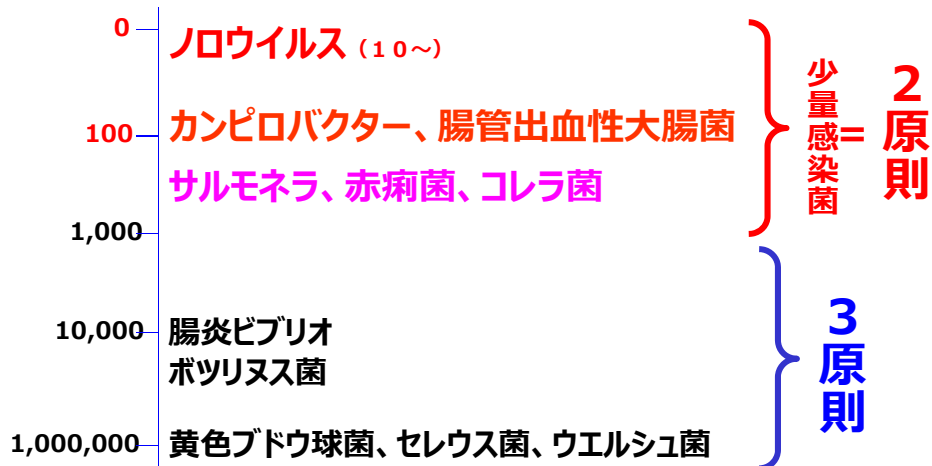 0
ノロウイルス（１０～）
100
カンピロバクター、腸管出血性大腸菌
サルモネラ、赤痢菌、コレラ菌
1,000
少量感染菌
=
２原則
10,000
腸炎ビブリオ
ボツリヌス菌
1,000,000
黄色ブドウ球菌、セレウス菌、ウエルシュ菌
３原則